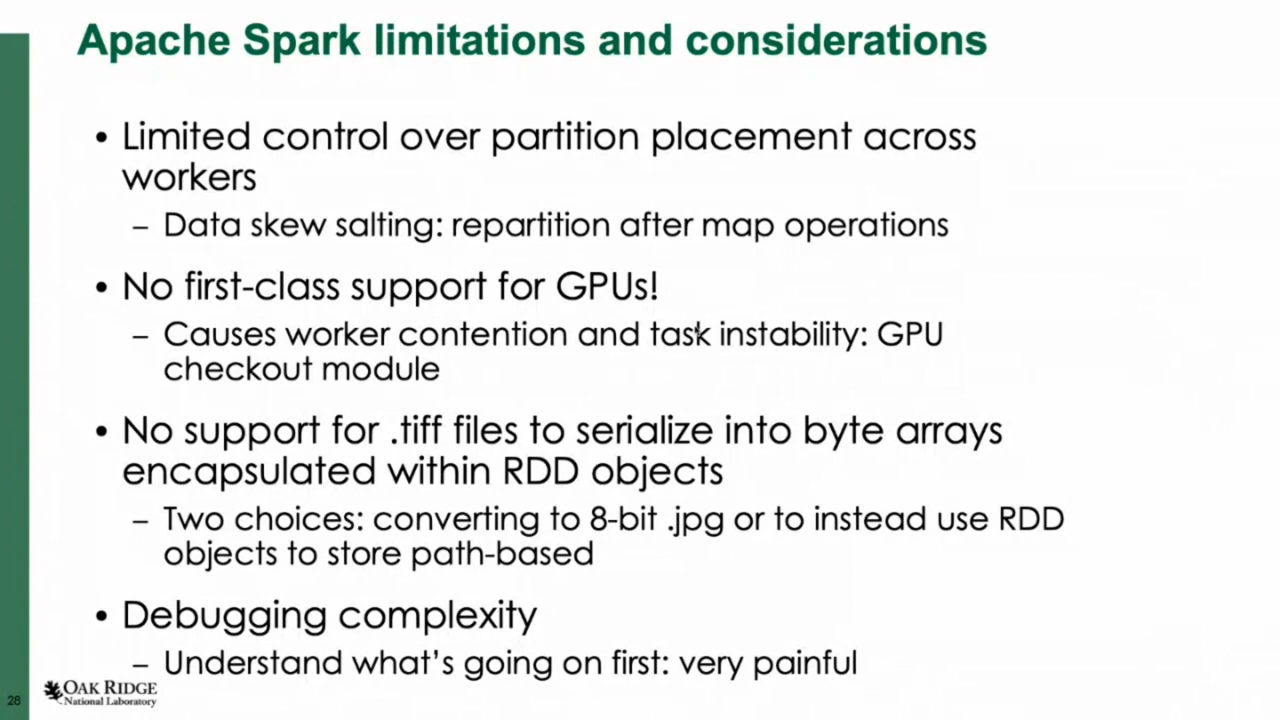 Apache Spark limitations and considerations
• Limited control over partition placement across
workers
– Data skew salting: repartition after map operations
• No first-class support for GPUs!
– Causes worker contention and task instability: GPU
checkout module
• No support for .tiff files to serialize into byte arrays
encapsulated within RDD objects
– Two choices: converting to 8-bit .jpg or to instead use RDD
objects to store path-based
• Debugging complexity
– Understand what's going on first: very painful
28
OAK RIDGE
National Laboratory